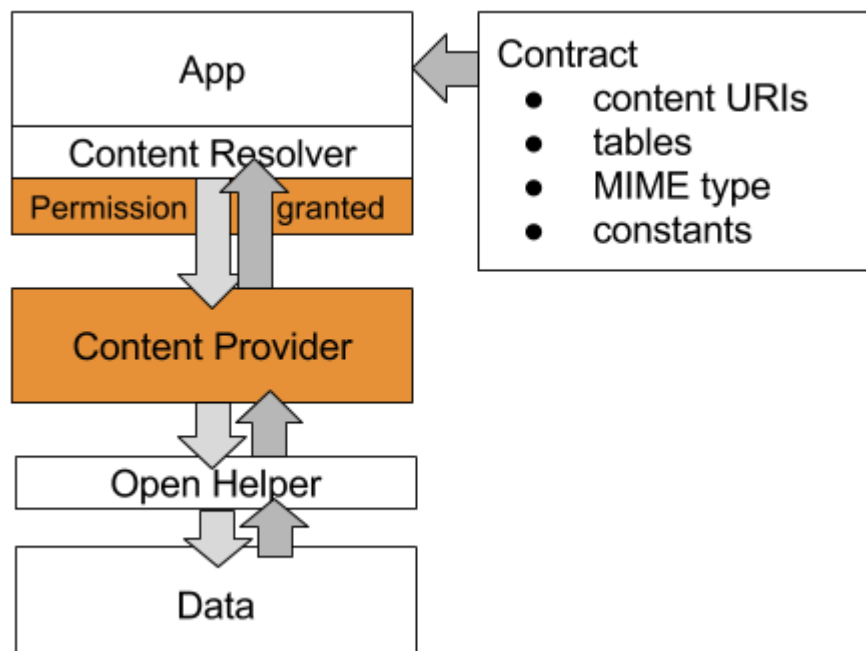 App
Content Resolver
Permission granted
Content Provider
Open Helper
Data
Contract
● content URIs
● tables
● MIME type
● constants